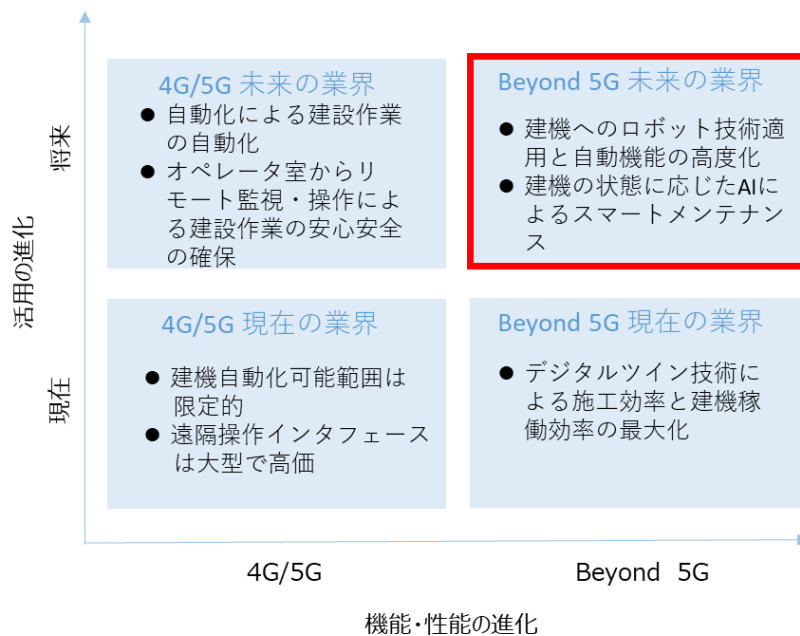 4G/5G 未来の業界
● 自動化による建設作業
の自動化
● オペレータ室からリ
モート監視・操作によ
る建設作業の安心安全
の確保
Beyond 5G 未来の業界
● 建機へのロボット技術適
用と自動機能の高度化
● 建機の状態に応じたAIに
よるスマートメンテナン
ス
将来
活用の進化
4G/5G 現在の業界
● 建機自動化可能範囲は
限定的
● 遠隔操作インタフェース
は大型で高価
Beyond 5G 現在の業界
● デジタルツイン技術に
よる施工効率と建機稼
働効率の最大化
現在
4G/5G
Beyond 5G
機能・性能の進化